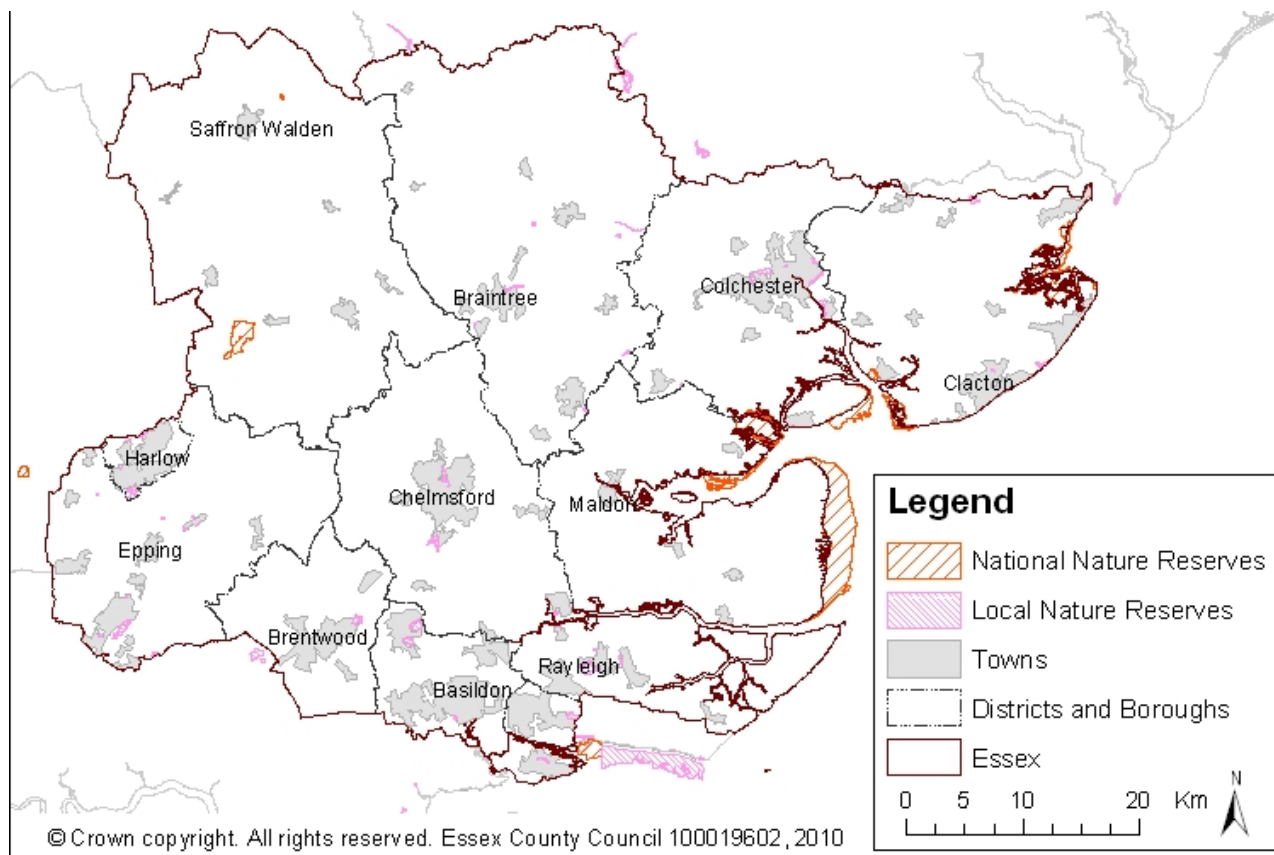 Saffron Walden
Braintree
Colchester
Clacton
Harlow
Chelmsford
Maldon
Epping
Brentwood
Rayleigh
Basildon
Legend
National Nature Reserves
Local Nature Reserves
Towns
Districts and Boroughs
Essex
N
0 5 10 20 Km
© Crown copyright. All rights reserved. Essex County Council 100019602, 2010